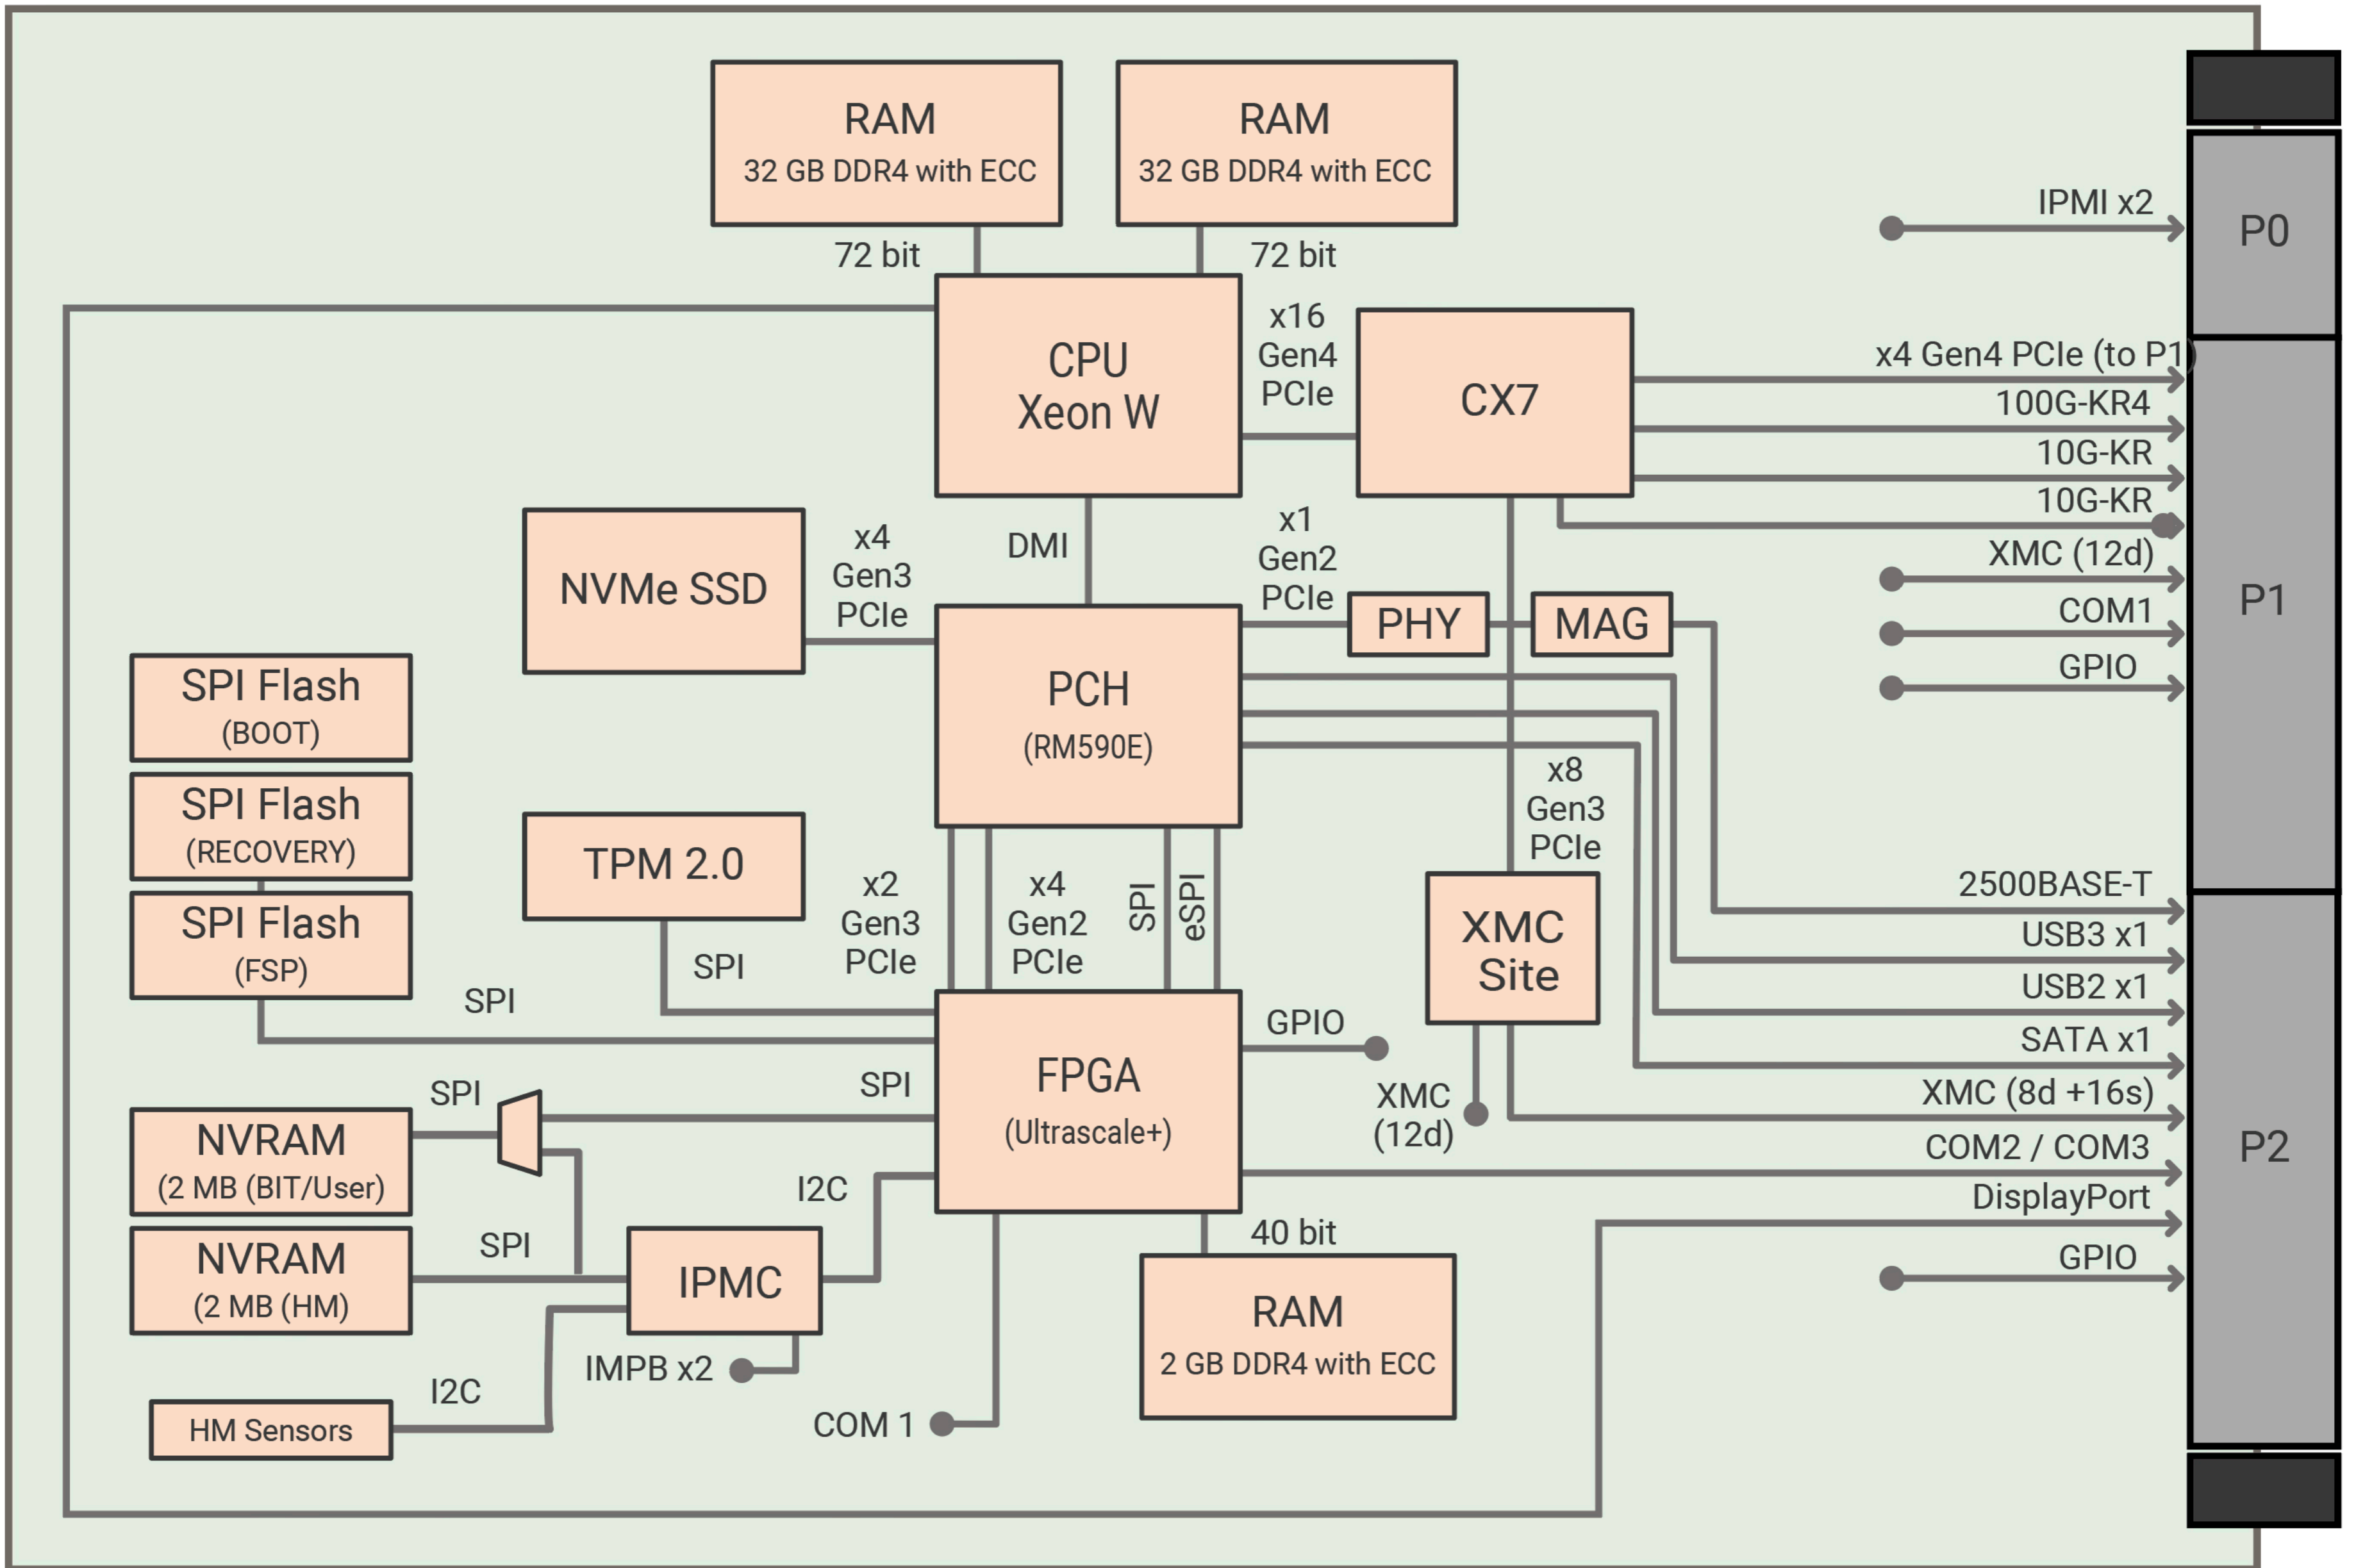 RAM
32 GB DDR4 with ECC
RAM
32 GB DDR4 with ECC
72 bit
72 bit
IPMI x2
P0
CPU
Xeon W
x16
Gen4
PCIe
CX7
x4 Gen4 PCIe (to P1)
100G-KR4
10G-KR
10G-KR
XMC (12d)
COM1
GPIO
P1
NVMe SSD
x4
Gen3
PCIe
DMI
x1
Gen2
PCIe
PHY
MAG
PCH
(RM590E)
SPI Flash
(BOOT)
SPI Flash
(RECOVERY)
SPI Flash
(FSP)
TPM 2.0
SPI
SPI
x2
Gen3
PCIe
x4
Gen2
PCIe
SPI
eSPI
x8
Gen3
PCIe
XMC
Site
2500BASE-T
USB3 x1
USB2 x1
SATA x1
XMC (8d +16s)
COM2 / COM3
DisplayPort
GPIO
P2
FPGA
(Ultrascale+)
GPIO
XMC
(12d)
SPI
SPI
NVRAM
(2 MB (BIT/User)
NVRAM
(2 MB (HM)
SPI
I2C
IPMC
40 bit
RAM
2 GB DDR4 with ECC
IMPB x2
I2C
HM Sensors
COM 1